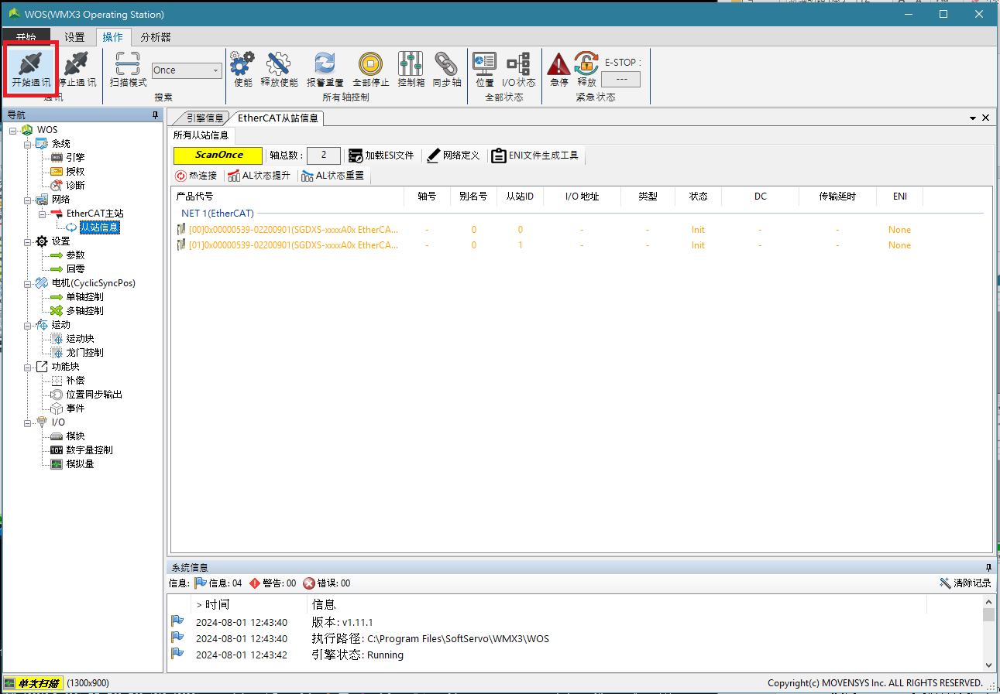 WOS(WMX3 Operating Station)
开始 设置 操作 分析器
开始通讯 停止通讯 扫描模式 Once 使能 释放使能 报警重置 全部停止 控制箱 同步轴 位置 I/O状态 急停 释放 E-STOP : ---
通讯 搜索 所有轴控制 全部状态 紧急状态
导航
WOS
系统
引擎
授权
诊断
网络
EtherCAT主站
从站信息
设置
参数
回零
电机(CyclicSyncPos)
单轴控制
多轴控制
运动
运动块
龙门控制
功能块
补偿
位置同步输出
事件
I/O
模块
数字量控制
模拟量
引擎信息 EtherCAT从站信息
所有从站信息
ScanOnce 轴总数 : 2 加载ESI文件 网络定义 ENI文件生成工具
热连接 AL状态提升 AL状态重置
产品代号 轴号 别名号 从站ID I/O 地址 类型 状态 DC 传输延时 ENI
NET 1(EtherCAT)
[00]0x00000539-02200901(SGDXS-xxxxA0x EtherCA... - 0 0 - - Init - - None
[01]0x00000539-02200901(SGDXS-xxxxA0x EtherCA... - 0 1 - - Init - - None
系统信息
信息: 信息: 04 警告: 00 错误: 00 清除记录
> 时间 信息
2024-08-01 12:43:40 版本: v1.11.1
2024-08-01 12:43:40 执行路径: C:\Program Files\SoftServo\WMX3\WOS
2024-08-01 12:43:42 引擎状态: Running
单次扫描 (1300x900) Copyright(c) MOVENSYS Inc. ALL RIGHTS RESERVED.